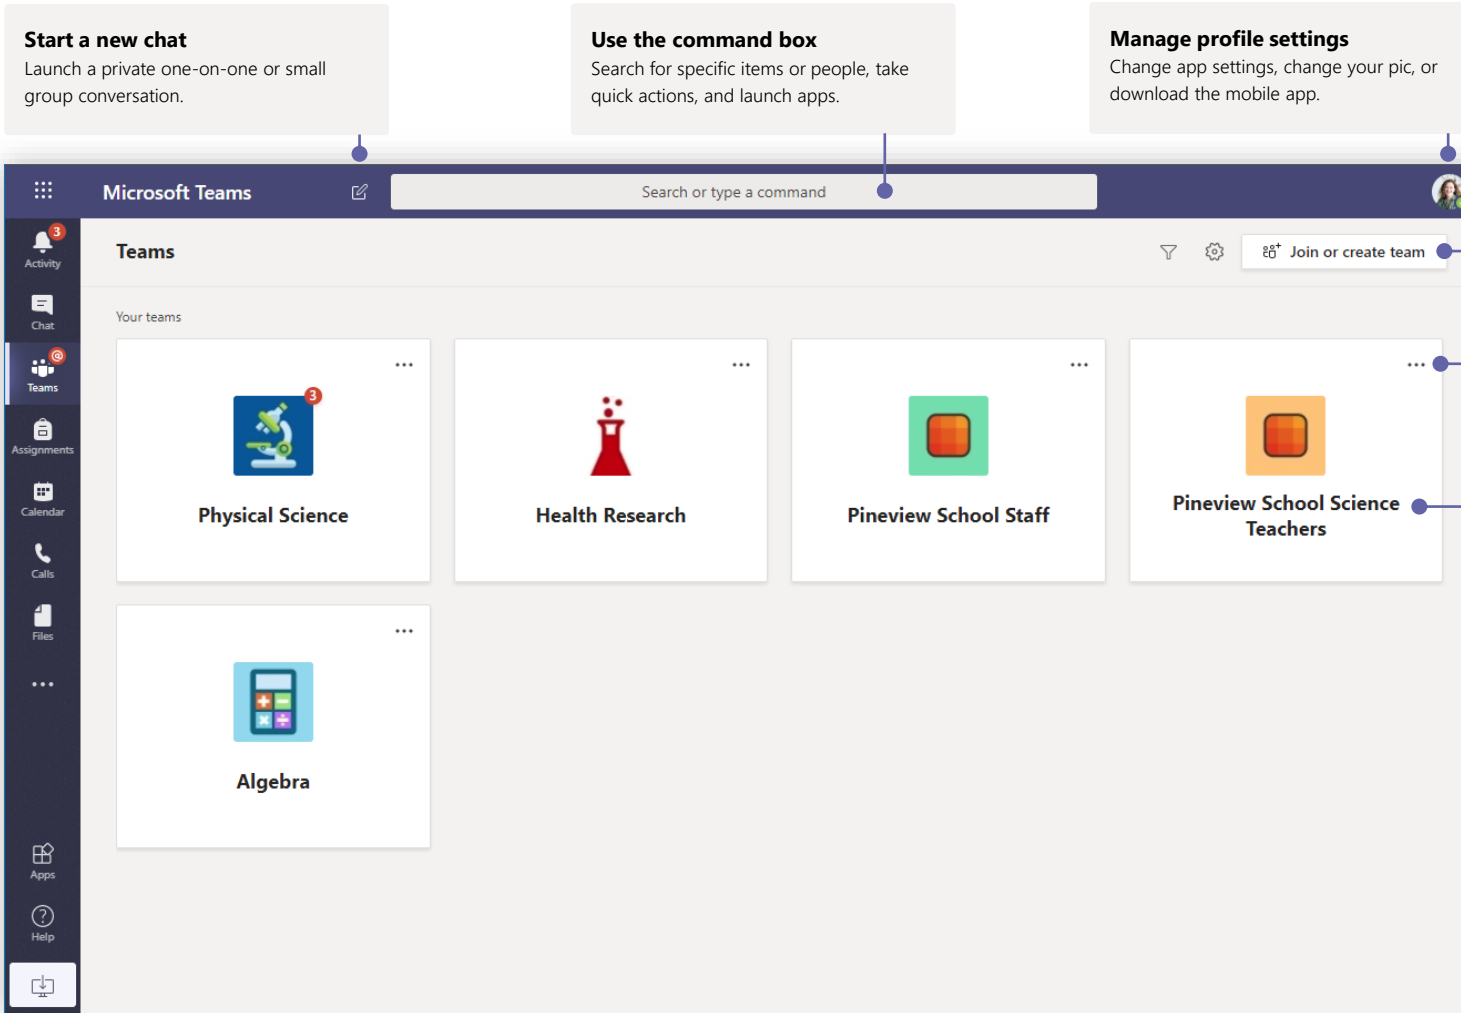 Start a new chat
Launch a private one-on-one or small
group conversation.
Use the command box
Search for specific items or people, take
quick actions, and launch apps.
Manage profile settings
Change app settings, change your pic, or
download the mobile app.
Microsoft Teams
Search or type a command
3
Activity
Chat
@
Teams
Assignments
Calendar
Calls
Files
Apps
Help
Teams
Join or create team
Your teams
3
Physical Science
Health Research
Pineview School Staff
Pineview School Science
Teachers
Algebra